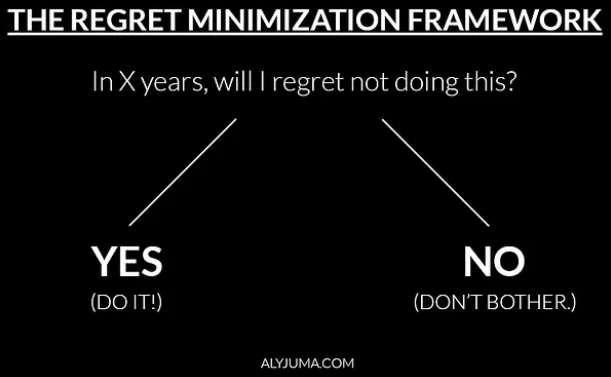 THE REGRET MINIMIZATION FRAMEWORK
In X years, will I regret not doing this?
YES
(DO IT!)
NO
(DON'T BOTHER.)
ALYJUMA.COM